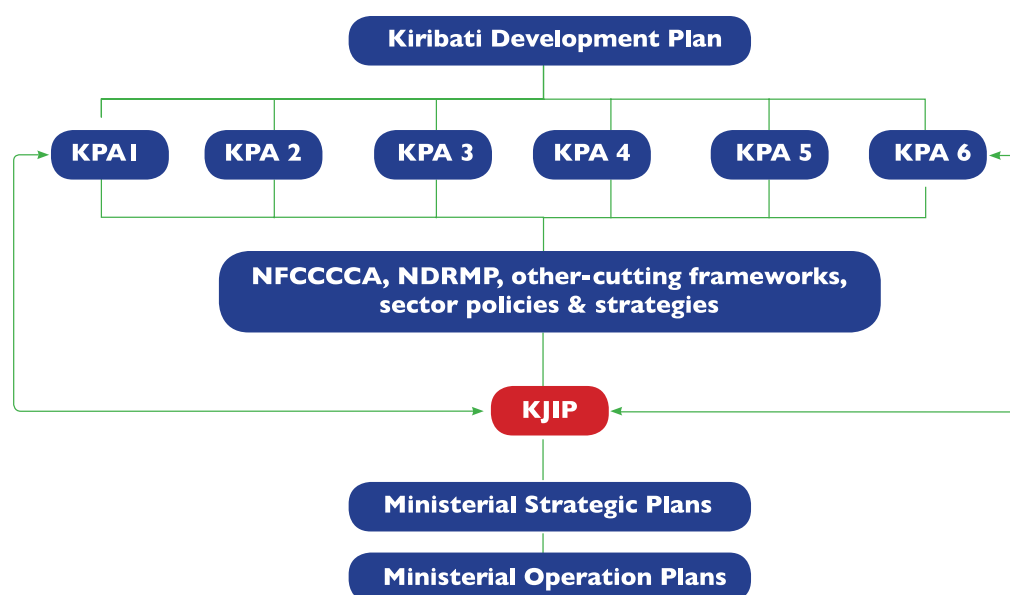 Kiribati Development Plan
KPA1
KPA 2
KPA 3
KPA 4
KPA 5
KPA 6
NFCCCCA, NDRMP, other-cutting frameworks,
sector policies & strategies
KJIP
Ministerial Strategic Plans
Ministerial Operation Plans